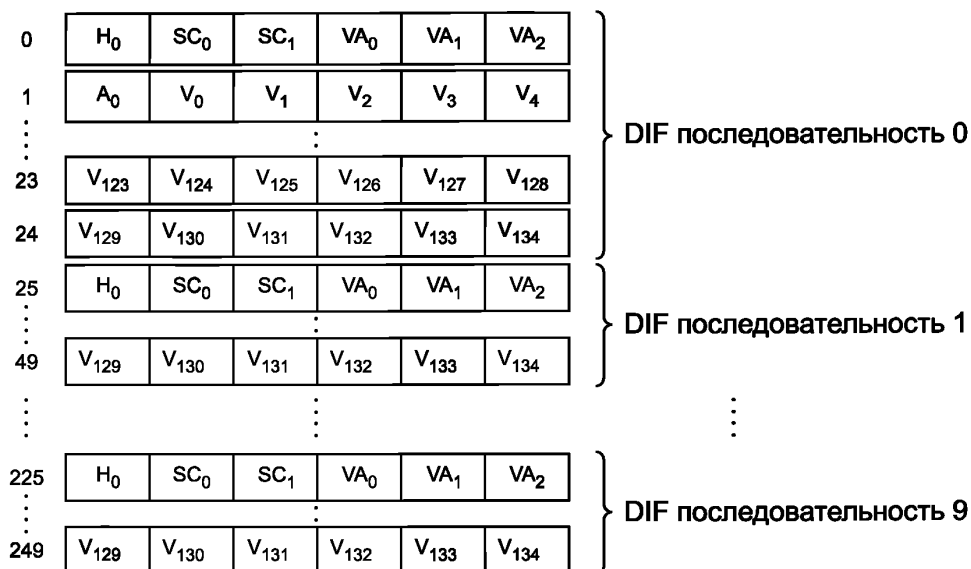 0 H₀ SC₀ SC₁ VA₀ VA₁ VA₂
1 A₀ V₀ V₁ V₂ V₃ V₄
DIF последовательность 0
23 V₁₂₃ V₁₂₄ V₁₂₅ V₁₂₆ V₁₂₇ V₁₂₈
24 V₁₂₉ V₁₃₀ V₁₃₁ V₁₃₂ V₁₃₃ V₁₃₄
25 H₀ SC₀ SC₁ VA₀ VA₁ VA₂
DIF последовательность 1
49 V₁₂₉ V₁₃₀ V₁₃₁ V₁₃₂ V₁₃₃ V₁₃₄
225 H₀ SC₀ SC₁ VA₀ VA₁ VA₂
DIF последовательность 9
249 V₁₂₉ V₁₃₀ V₁₃₁ V₁₃₂ V₁₃₃ V₁₃₄